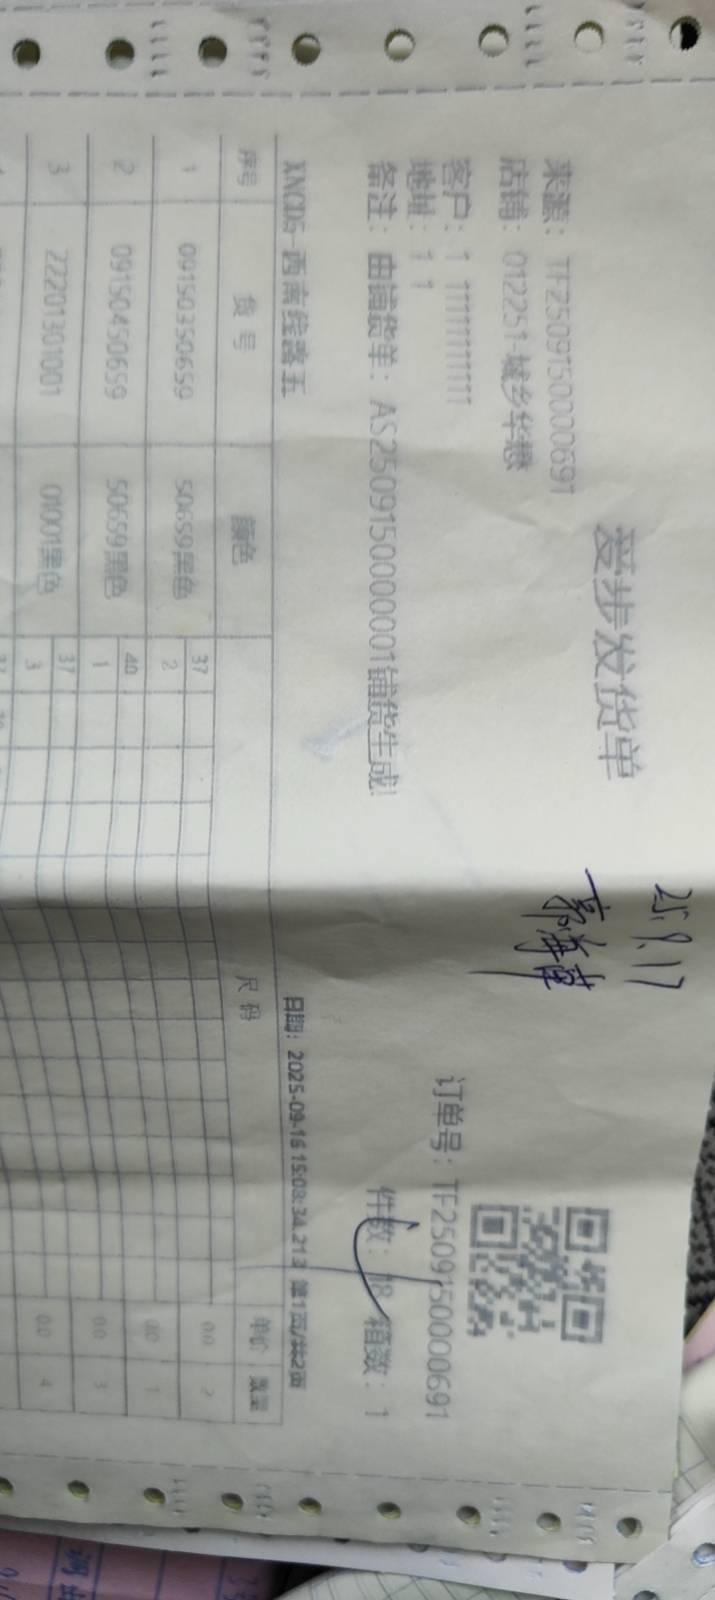 爱步发货单
25.9.17
来源：TF2509150000691
店铺：012251-城乡华懋
订单号：TF2509150000691
客户：1 11111111111
地址：1 1
件数：18 箱数：1
备注：由铺货单：AS250915000001铺货生成!
XNCD5-西南线路五 日期：2025-09-16 15:08:34.213 第1页/共2页
序号 货号 颜色 尺码 单价 数量
37
1 09150350659 50659黑色 2 0.0 2
40
2 09150450659 50659黑色 1 0.0 1
3 22201301001 01001黑色 37 0.0 3
3 0.0 4